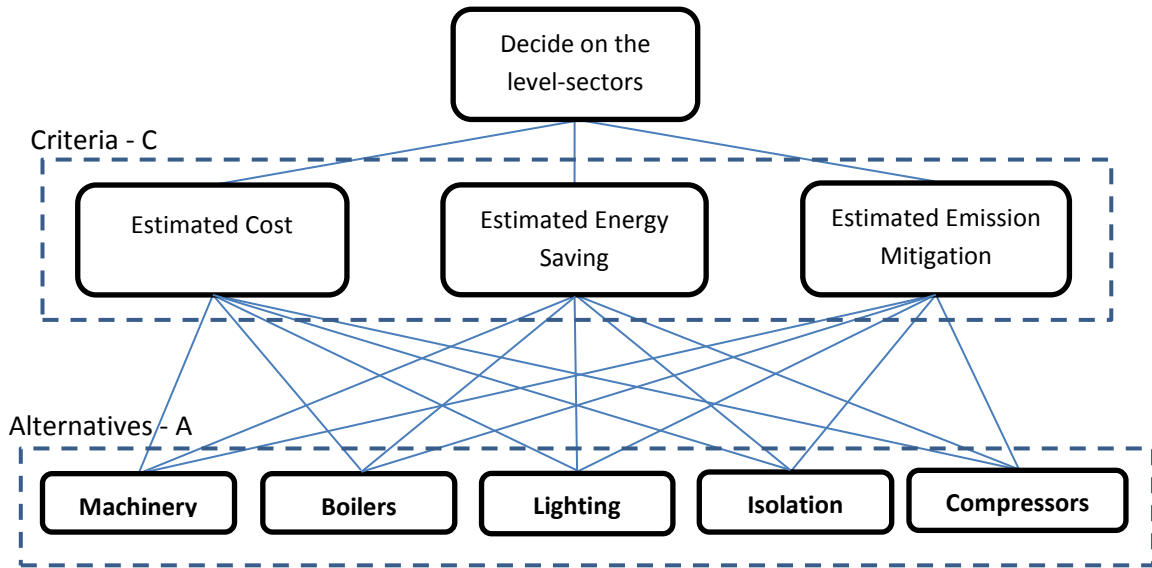 Decide on the
level-sectors
Criteria - C
Estimated Cost
Estimated Energy
Saving
Estimated Emission
Mitigation
Alternatives - A
Machinery
Boilers
Lighting
Isolation
Compressors